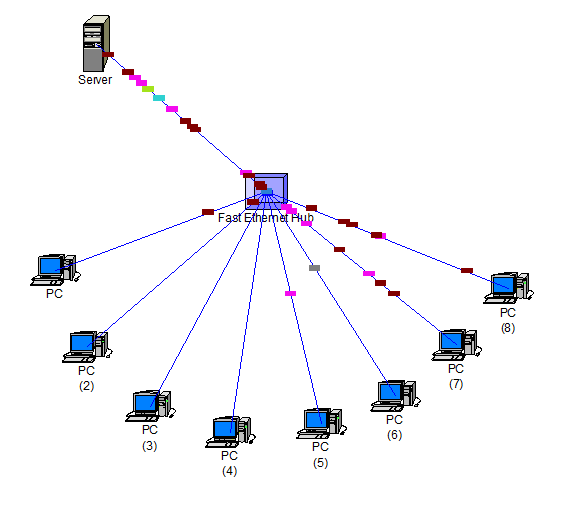 Server
Fast Ethernet Hub
PC
PC
(2)
PC
(3)
PC
(4)
PC
(5)
PC
(6)
PC
(7)
PC
(8)